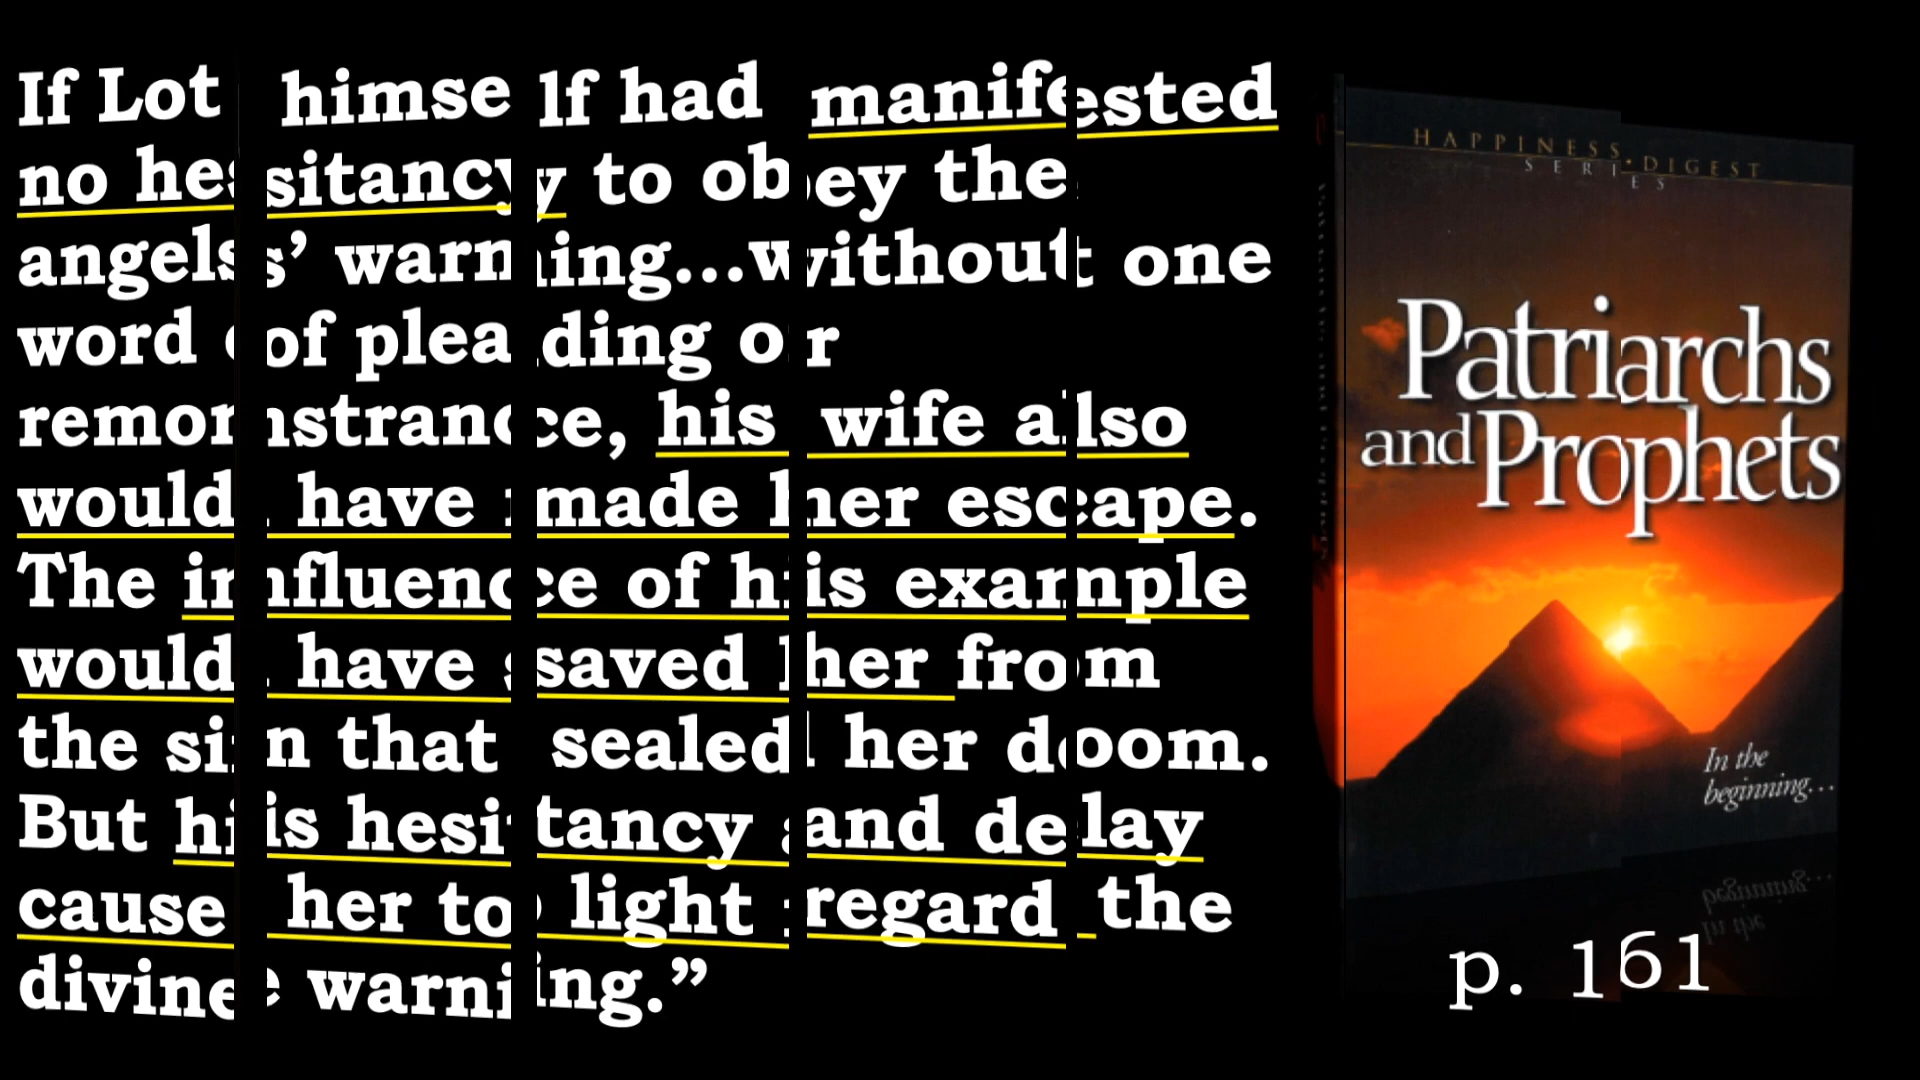 If Lot himself had manifested
no hesitancy to obey the
angels’ warning...without one
word of pleading or
remonstrance, his wife also
would have made her escape.
The influence of his example
would have saved her from
the sin that sealed her doom.
But his hesitancy and delay
cause her to light regard the
divine warning.”
HAPPINESS DIGEST
SERIES
Patriarchs
and Prophets
In the
beginning...
p. 161